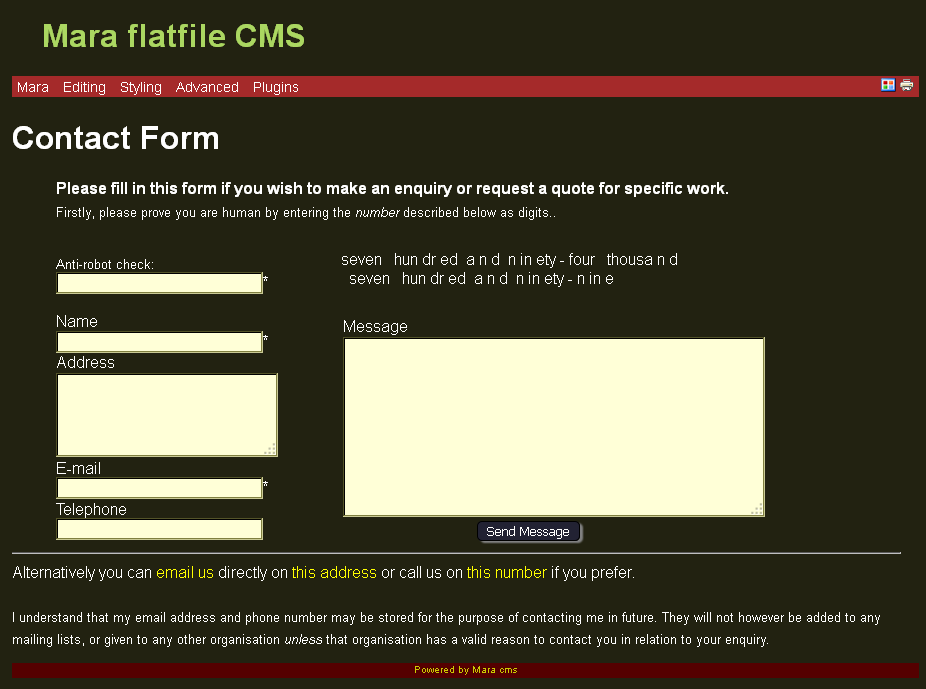 Mara flatfile CMS
Mara Editing Styling Advanced Plugins
Contact Form
Please fill in this form if you wish to make an enquiry or request a quote for specific work.
Firstly, please prove you are human by entering the number described below as digits..
Anti-robot check:
*
seven hun dr ed a n d n in ety - four thousa n d
seven hun dr ed a n d n in ety - n in e
Name
*
Address
E-mail
*
Telephone
Message
Send Message
Alternatively you can email us directly on this address or call us on this number if you prefer.
I understand that my email address and phone number may be stored for the purpose of contacting me in future. They will not however be added to any
mailing lists, or given to any other organisation unless that organisation has a valid reason to contact you in relation to your enquiry.
Powered by Mara cms